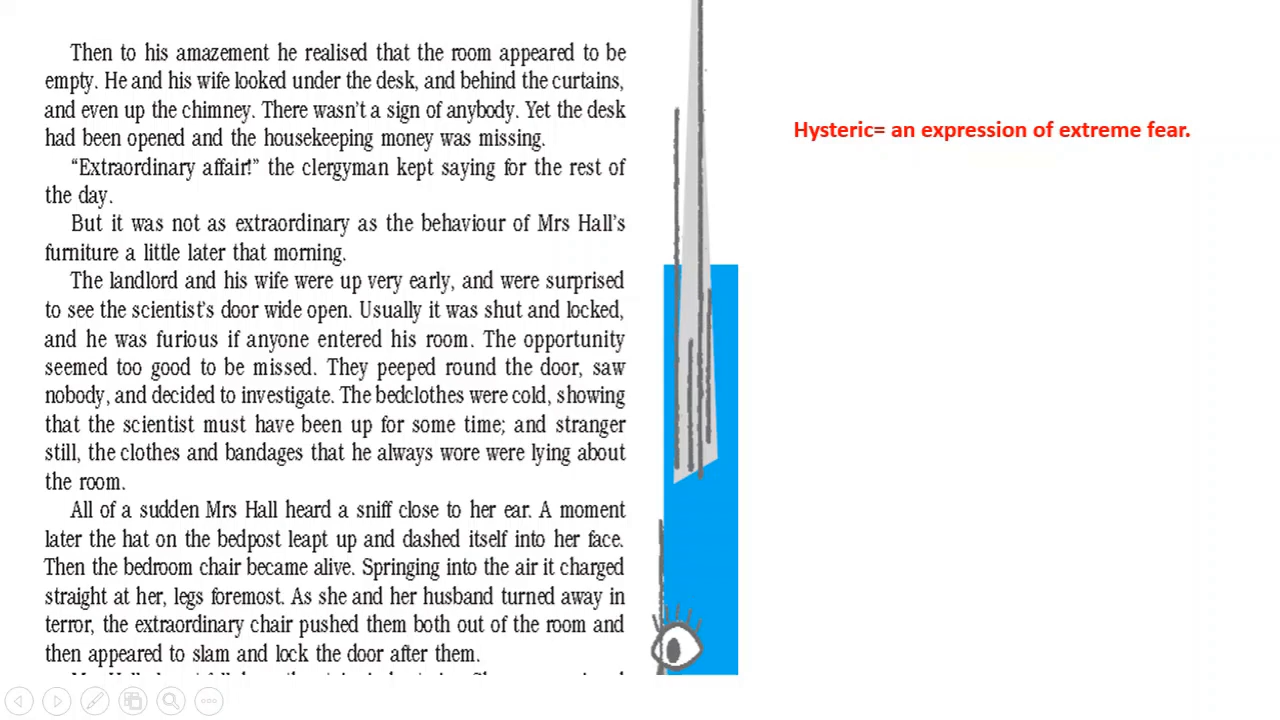 Then to his amazement he realised that the room appeared to be
empty. He and his wife looked under the desk, and behind the curtains,
and even up the chimney. There wasn't a sign of anybody. Yet the desk
had been opened and the housekeeping money was missing.
"Extraordinary affair!" the clergyman kept saying for the rest of
the day.
But it was not as extraordinary as the behaviour of Mrs Hall's
furniture a little later that morning.
The landlord and his wife were up very early, and were surprised
to see the scientist's door wide open. Usually it was shut and locked,
and he was furious if anyone entered his room. The opportunity
seemed too good to be missed. They peeped round the door, saw
nobody, and decided to investigate. The bedclothes were cold, showing
that the scientist must have been up for some time; and stranger
still, the clothes and bandages that he always wore were lying about
the room.
All of a sudden Mrs Hall heard a sniff close to her ear. A moment
later the hat on the bedpost leapt up and dashed itself into her face.
Then the bedroom chair became alive. Springing into the air it charged
straight at her, legs foremost. As she and her husband turned away in
terror, the extraordinary chair pushed them both out of the room and
then appeared to slam and lock the door after them.
Hysteric= an expression of extreme fear.